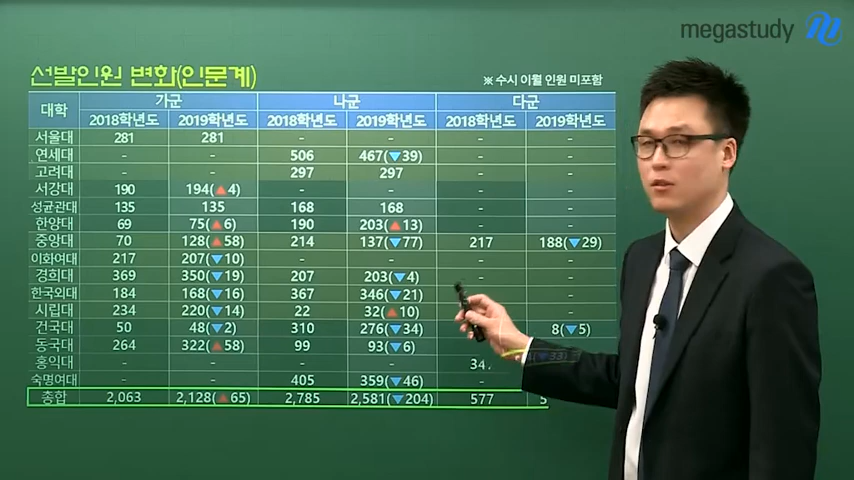 megastudy
선발인원 변화(인문계)
※ 수시 이월 인원 미포함
대학 가군 나군 다군
2018학년도 2019학년도 2018학년도 2019학년도 2018학년도 2019학년도
서울대 281 281 - - - -
연세대 - - 506 467(▼39) - -
고려대 - - 297 297 - -
서강대 190 194(▲4) - - - -
성균관대 135 135 168 168 - -
한양대 69 75(▲6) 190 203(▲13) - -
중앙대 70 128(▲58) 214 137(▼77) 217 188(▼29)
이화여대 217 207(▼10) - - - -
경희대 369 350(▼19) 207 203(▼4) - -
한국외대 184 168(▼16) 367 346(▼21) - -
시립대 234 220(▼14) 22 32(▲10) - -
건국대 50 48(▼2) 310 276(▼34) 8(▼5)
동국대 264 322(▲58) 99 93(▼6)
홍익대 - - - - (▼33)
숙명여대 - - 405 359(▼46) - -
총합 2,063 2,128(▲65) 2,785 2,581(▼204) 577